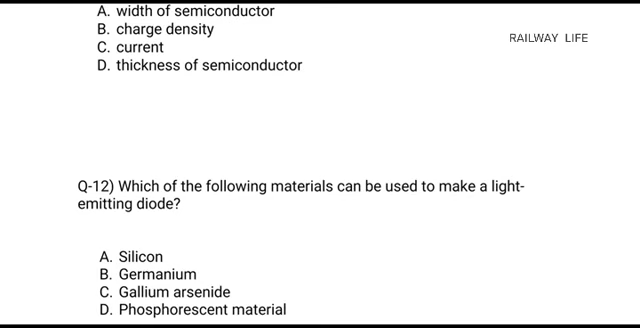 A. width of semiconductor
B. charge density
C. current
D. thickness of semiconductor
RAILWAY LIFE
Q-12) Which of the following materials can be used to make a light-
emitting diode?
A. Silicon
B. Germanium
C. Gallium arsenide
D. Phosphorescent material